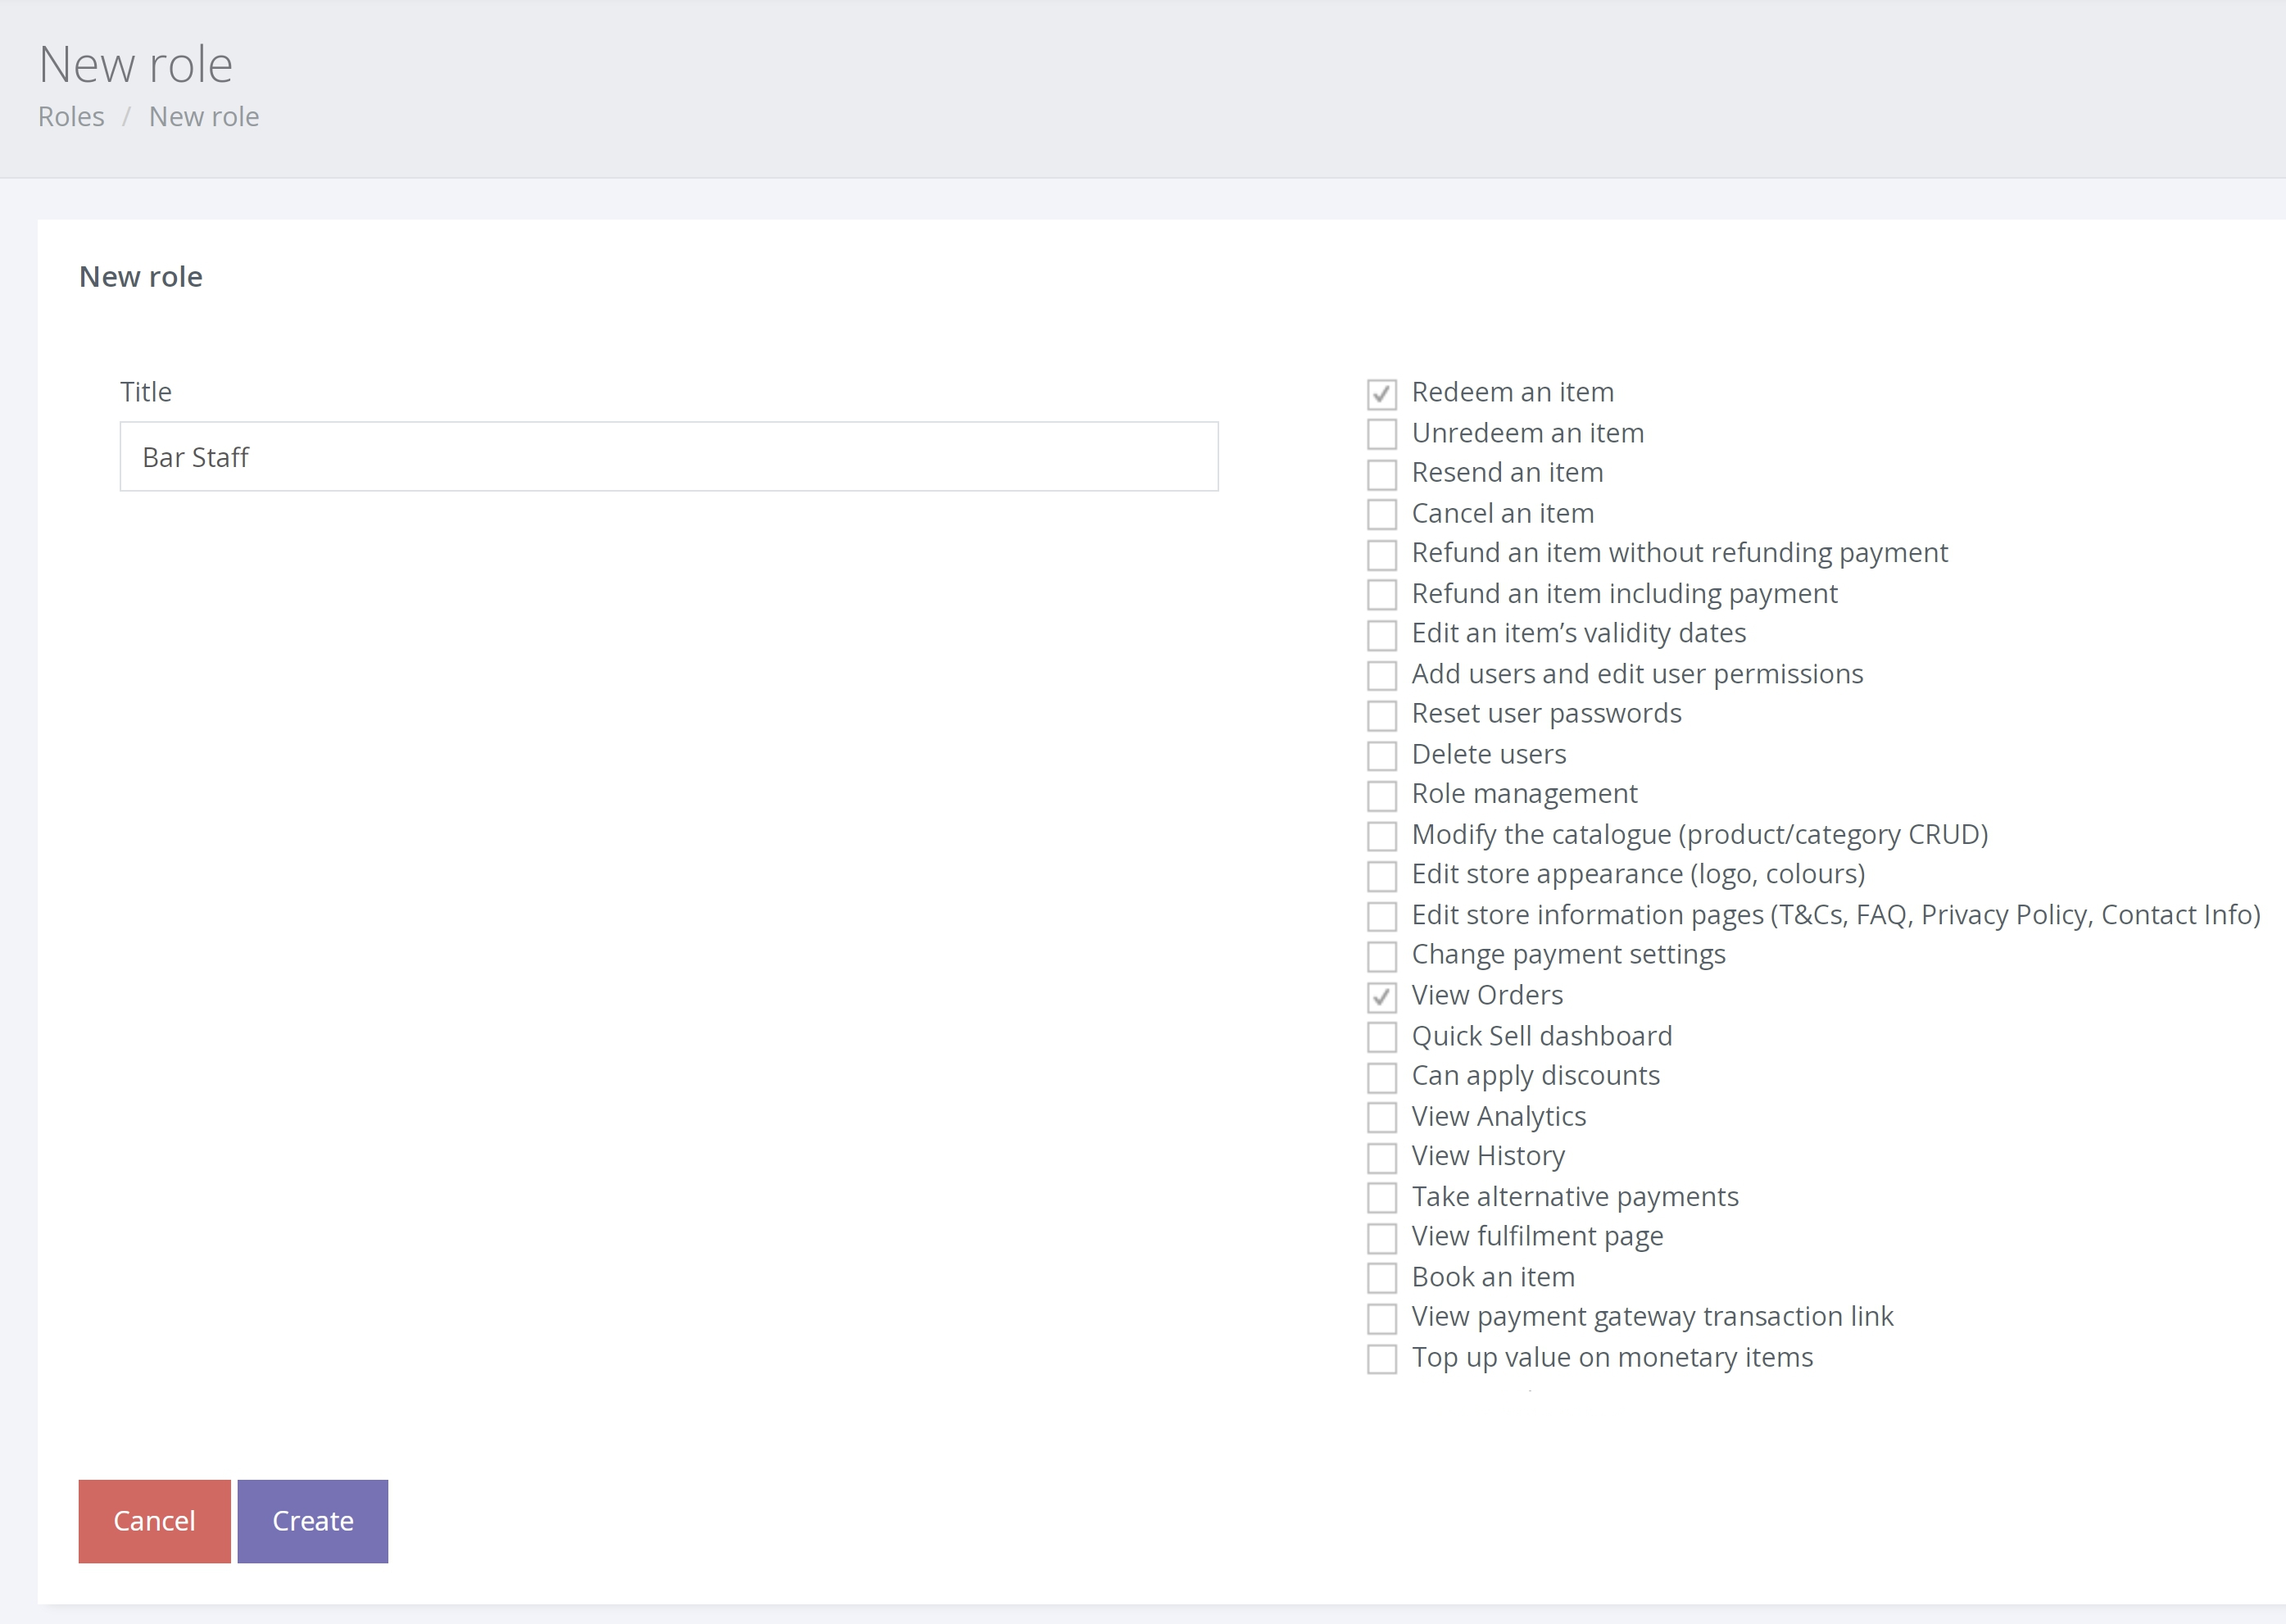 New role
Roles / New role
New role
Title
Bar Staff
Redeem an item
Unredeem an item
Resend an item
Cancel an item
Refund an item without refunding payment
Refund an item including payment
Edit an item’s validity dates
Add users and edit user permissions
Reset user passwords
Delete users
Role management
Modify the catalogue (product/category CRUD)
Edit store appearance (logo, colours)
Edit store information pages (T&Cs, FAQ, Privacy Policy, Contact Info)
Change payment settings
View Orders
Quick Sell dashboard
Can apply discounts
View Analytics
View History
Take alternative payments
View fulfilment page
Book an item
View payment gateway transaction link
Top up value on monetary items
Cancel
Create